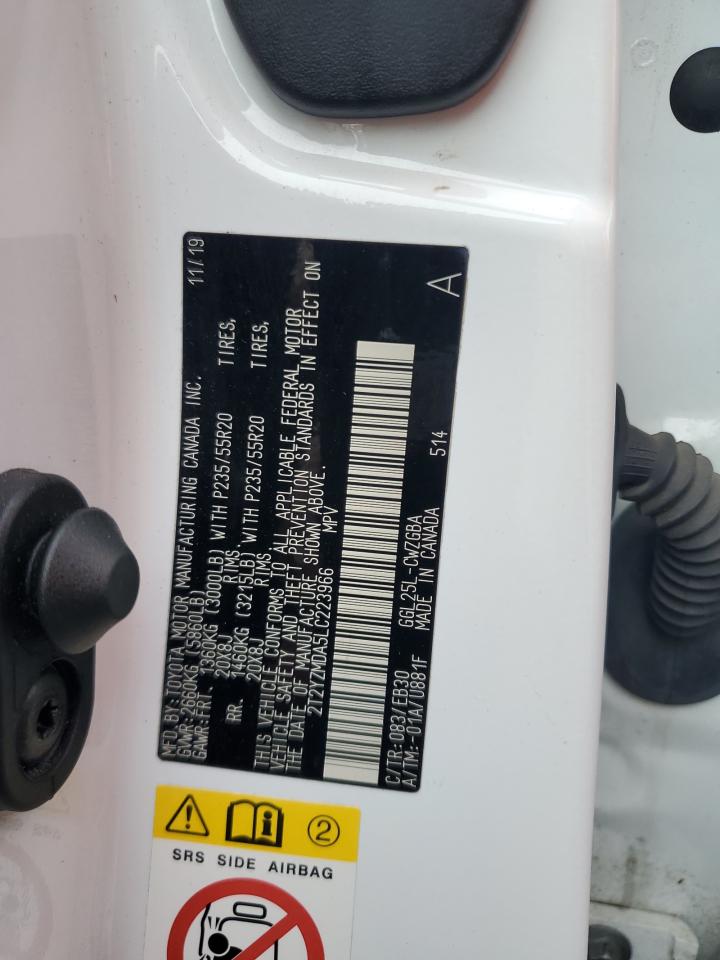 MFD. BY: TOYOTA MOTOR MANUFACTURING CANADA INC. 11/19
GVWR: 2660KG (5860LB)
GAWR: FRT. 1360KG (3000LB) WITH P235/55R20 TIRES,
20X8J RIMS
RR. 1460KG (3215LB) WITH P235/55R20 TIRES,
20X8J RIMS
THIS VEHICLE CONFORMS TO ALL APPLICABLE FEDERAL MOTOR
VEHICLE SAFETY AND THEFT PREVENTION STANDARDS IN EFFECT ON
THE DATE OF MANUFACTURE SHOWN ABOVE.
2T2YZMDA5LC223966 MPV
C/TR: 083/EB30 GGL25L-CWZGBA A
A/TM: -01A/U881F MADE IN CANADA 514
2
SRS SIDE AIRBAG